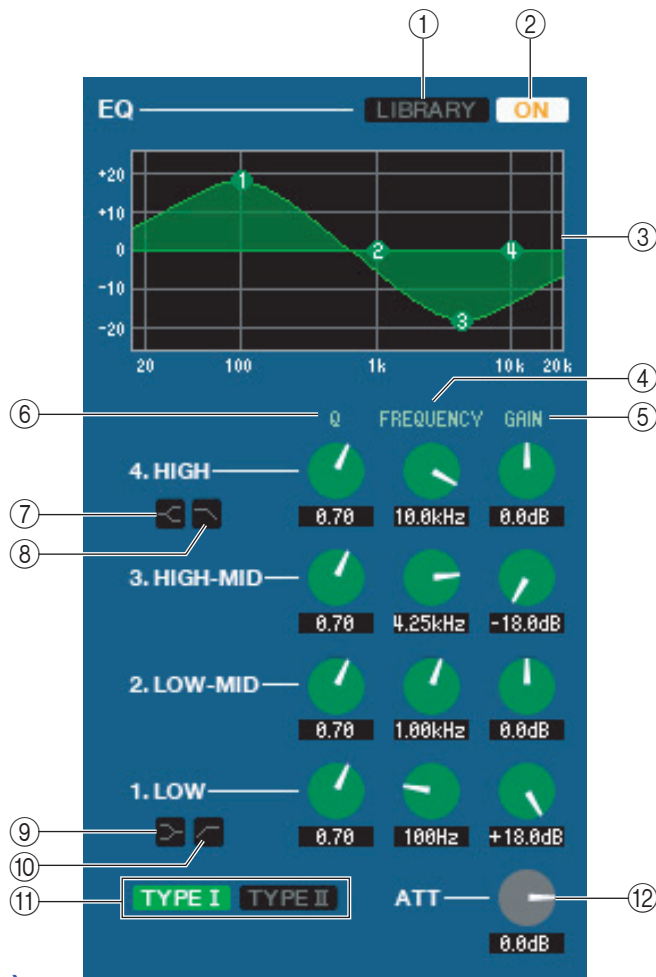 ① ②
EQ LIBRARY ON
+20
+10
0
-10
-20
1 2 3 4
20 100 1k 10k 20k
③
④
⑥ Q FREQUENCY GAIN ⑤
4. HIGH
0.70 10.0kHz 0.0dB
⑦
⑧
3. HIGH-MID
0.70 4.25kHz -18.0dB
2. LOW-MID
0.70 1.00kHz 0.0dB
1. LOW
0.70 100Hz +18.0dB
⑨
⑩
⑪ TYPE I TYPE II ATT ⑫
0.0dB